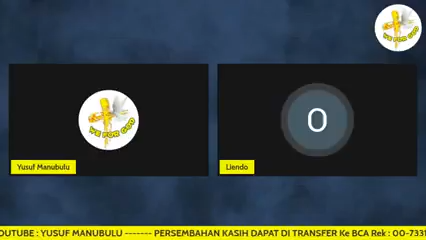 WE FOR GOD
WE FOR GOD
O
Yusuf Manubulu
Liendo
OUTUBE : YUSUF MANUBULU ------- PERSEMBAHAN KASIH DAPAT DI TRANSFER Ke BCA Rek : 00-7331